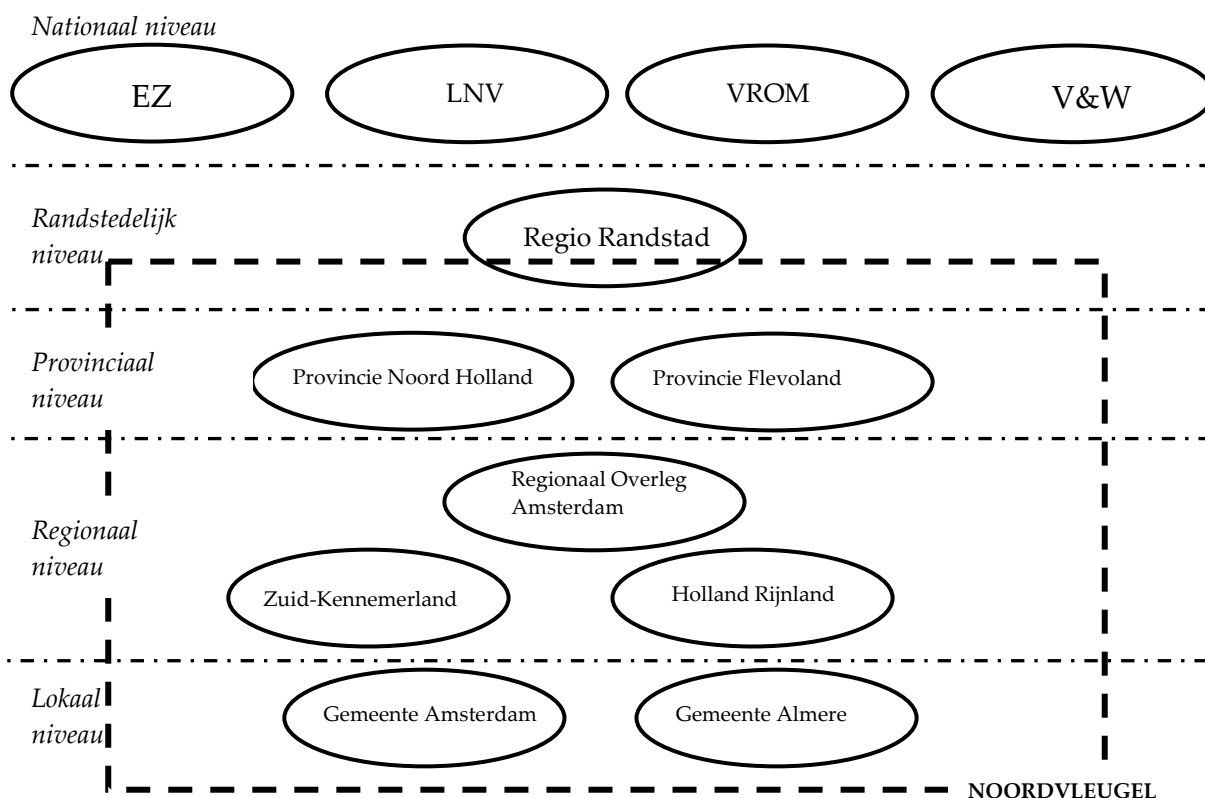 Nationaal niveau
EZ
LNV
VROM
V&W
Randstedelijk
niveau
Regio Randstad
Provinciaal
niveau
Provincie Noord Holland
Provincie Flevoland
Regionaal
niveau
Regionaal Overleg
Amsterdam
Zuid-Kennemerland
Holland Rijnland
Lokaal
niveau
Gemeente Amsterdam
Gemeente Almere
NOORDVLEUGEL